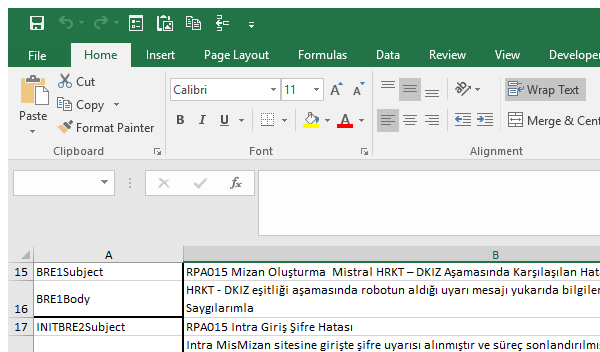 File Home Insert Page Layout Formulas Data Review View Developer
Cut
Copy
Format Painter
Paste
Calibri 11 A A
B I U A
Wrap Text
Merge & Cent
Clipboard Font Alignment
fx
A B
15 BRE1Subject RPA015 Mizan Oluşturma Mistral HRKT – DKIZ Aşamasında Karşılaşılan Hat
HRKT - DKIZ eşitliği aşamasında robotun aldığı uyarı mesajı yukarıda bilgiler
16 BRE1Body
Saygılarımla
17 INITBRE2Subject RPA015 Intra Giriş Şifre Hatası
Intra MisMizan sitesine girişte şifre uyarısı alınmıştır ve süreç sonlandırılmış